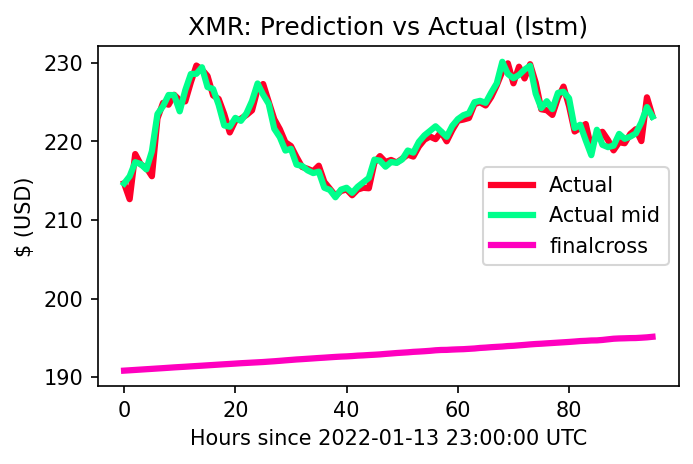 XMR: Prediction vs Actual (lstm)
$ (USD)
230
220
210
200
190
Actual
Actual mid
finalcross
0 20 40 60 80
Hours since 2022-01-13 23:00:00 UTC